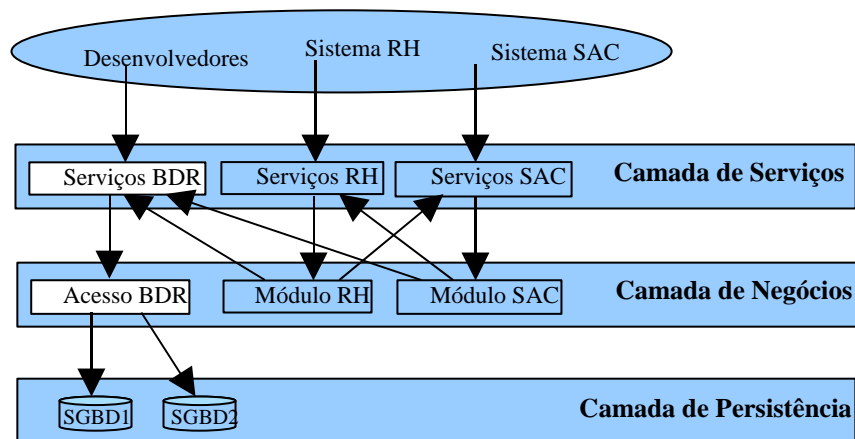 Desenvolvedores
Sistema RH
Sistema SAC
Serviços BDR
Serviços RH
Serviços SAC
Camada de Serviços
Acesso BDR
Módulo RH
Módulo SAC
Camada de Negócios
SGBD1
SGBD2
Camada de Persistência